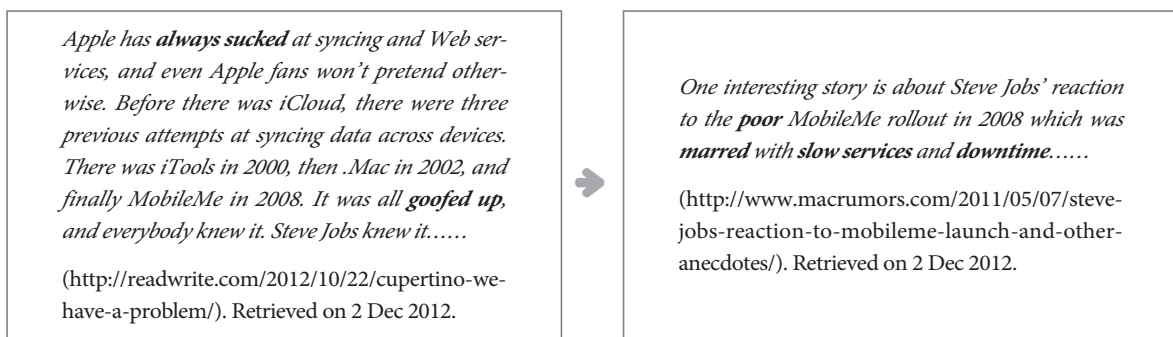 Apple has always sucked at syncing and Web ser-
vices, and even Apple fans won't pretend other-
wise. Before there was iCloud, there were three
previous attempts at syncing data across devices.
There was iTools in 2000, then .Mac in 2002, and
finally MobileMe in 2008. It was all goofed up,
and everybody knew it. Steve Jobs knew it……
(http://readwrite.com/2012/10/22/cupertino-we-
have-a-problem/). Retrieved on 2 Dec 2012.
One interesting story is about Steve Jobs' reaction
to the poor MobileMe rollout in 2008 which was
marred with slow services and downtime……
(http://www.macrumors.com/2011/05/07/steve-
jobs-reaction-to-mobileme-launch-and-other-
anecdotes/). Retrieved on 2 Dec 2012.